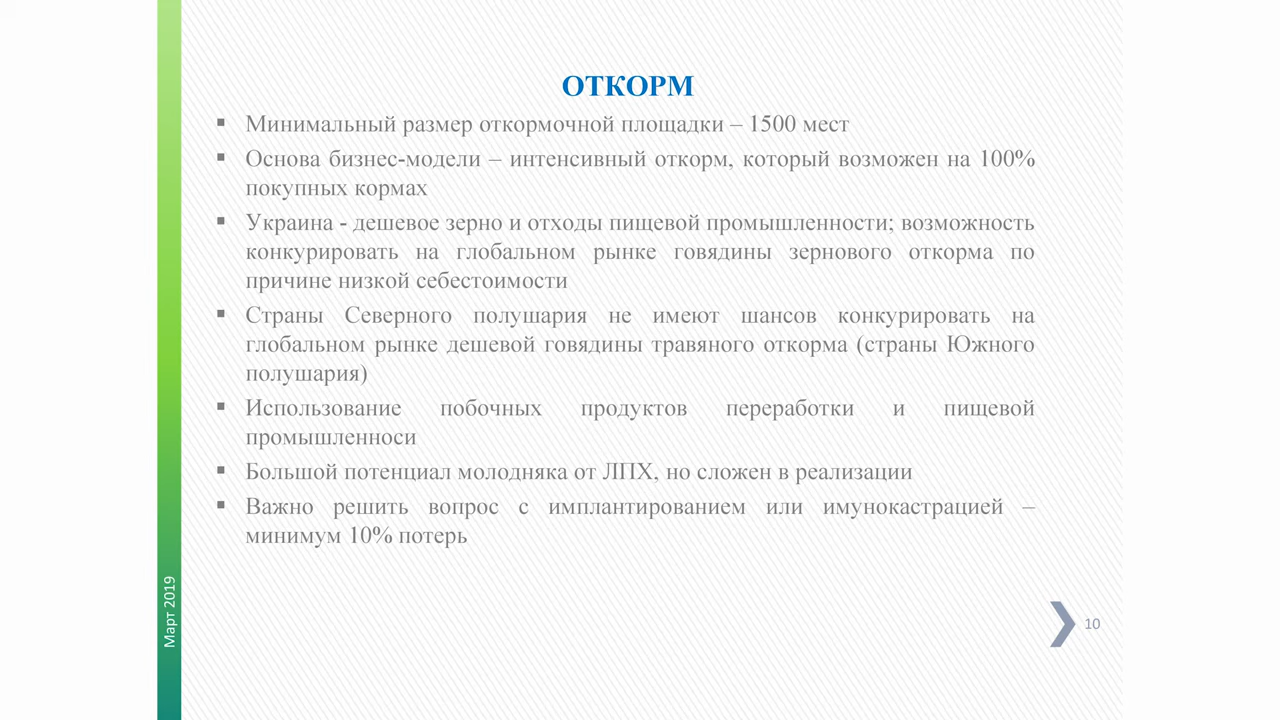 ОТКОРМ
▪ Минимальный размер откормочной площадки – 1500 мест
▪ Основа бизнес-модели – интенсивный откорм, который возможен на 100%
покупных кормах
▪ Украина - дешевое зерно и отходы пищевой промышленности; возможность
конкурировать на глобальном рынке говядины зернового откорма по
причине низкой себестоимости
▪ Страны Северного полушария не имеют шансов конкурировать на
глобальном рынке дешевой говядины травяного откорма (страны Южного
полушария)
▪ Использование побочных продуктов переработки и пищевой
промышленноси
▪ Большой потенциал молодняка от ЛПХ, но сложен в реализации
▪ Важно решить вопрос с имплантированием или имунокастрацией –
минимум 10% потерь
Март 2019
10